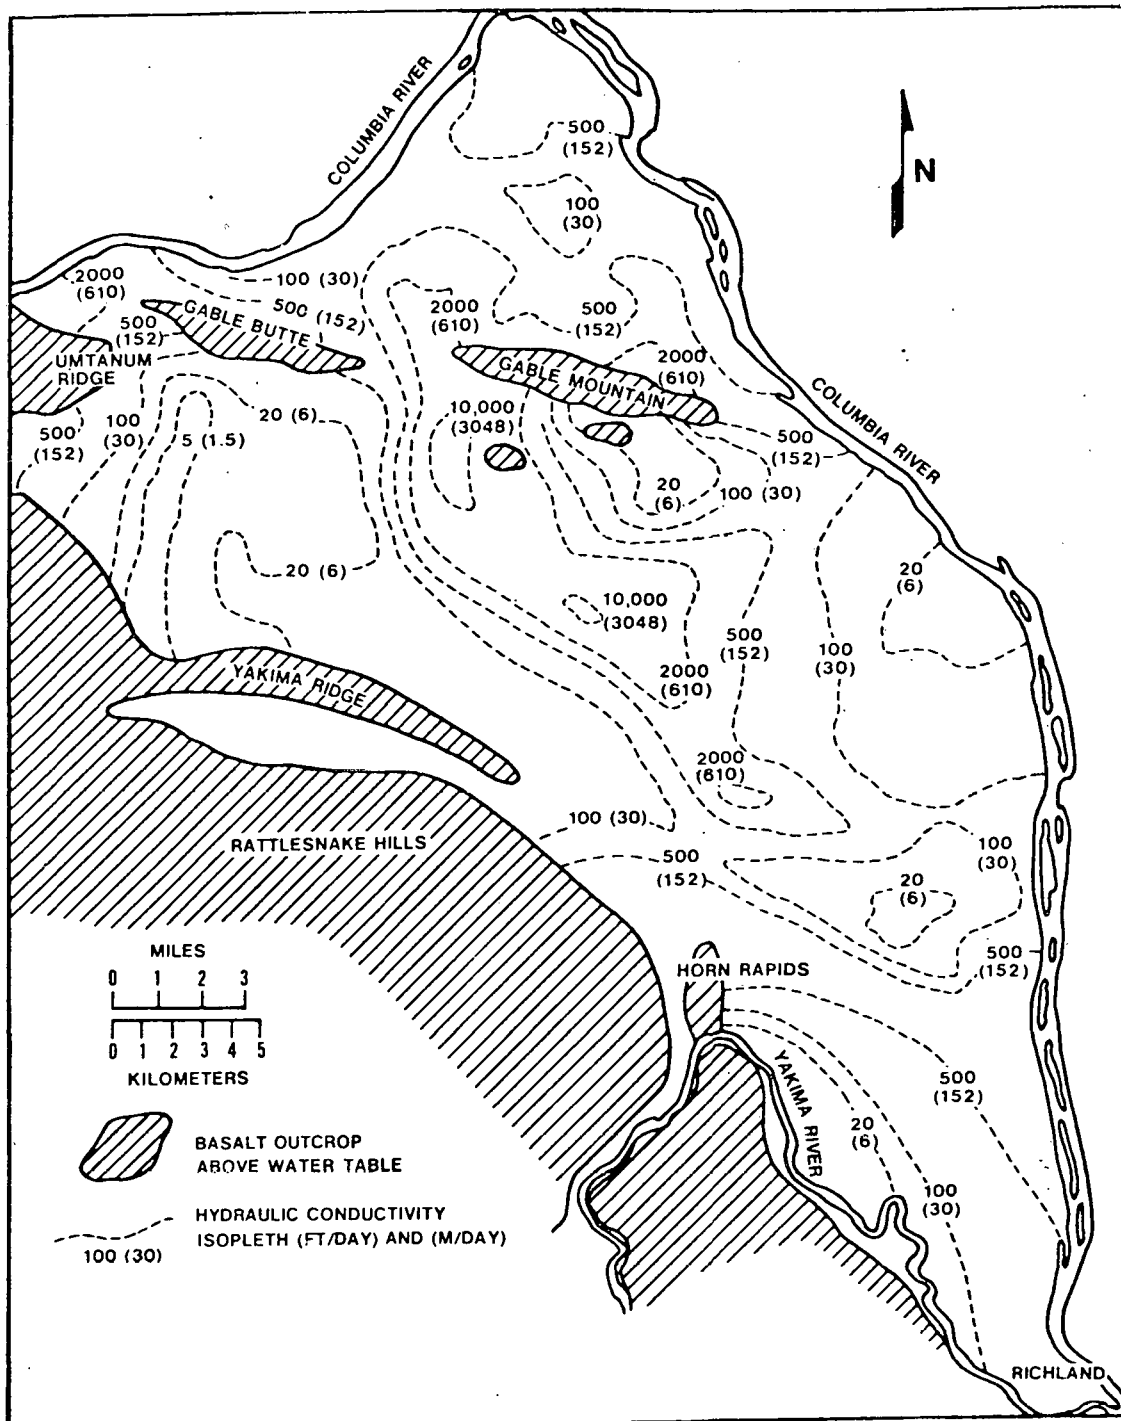 COLUMBIA RIVER
500
(152)
N
100
(30)
2000
(610)
100 (30)
500 (152)
GABLE BUTTE
500
(152)
UMTANUM
RIDGE
2000
(610)
500
(152)
2000
(610)
GABLE MOUNTAIN
COLUMBIA RIVER
500
(152)
100
(30)
5 (1.5)
20 (6)
10,000
(3048)
500
(152)
20
(6)
100 (30)
20 (6)
20
(6)
10,000
(3048)
500
(152)
100
(30)
2000
(610)
YAKIMA RIDGE
2000
(610)
100 (30)
RATTLESNAKE HILLS
500
(152)
100
(30)
20
(6)
500
(152)
HORN RAPIDS
MILES
0 1 2 3
0 1 2 3 4 5
KILOMETERS
YAKIMA RIVER
500
(152)
20
(6)
100
(30)
BASALT OUTCROP
ABOVE WATER TABLE
HYDRAULIC CONDUCTIVITY
ISOPLETH (FT/DAY) AND (M/DAY)
100 (30)
RICHLAND